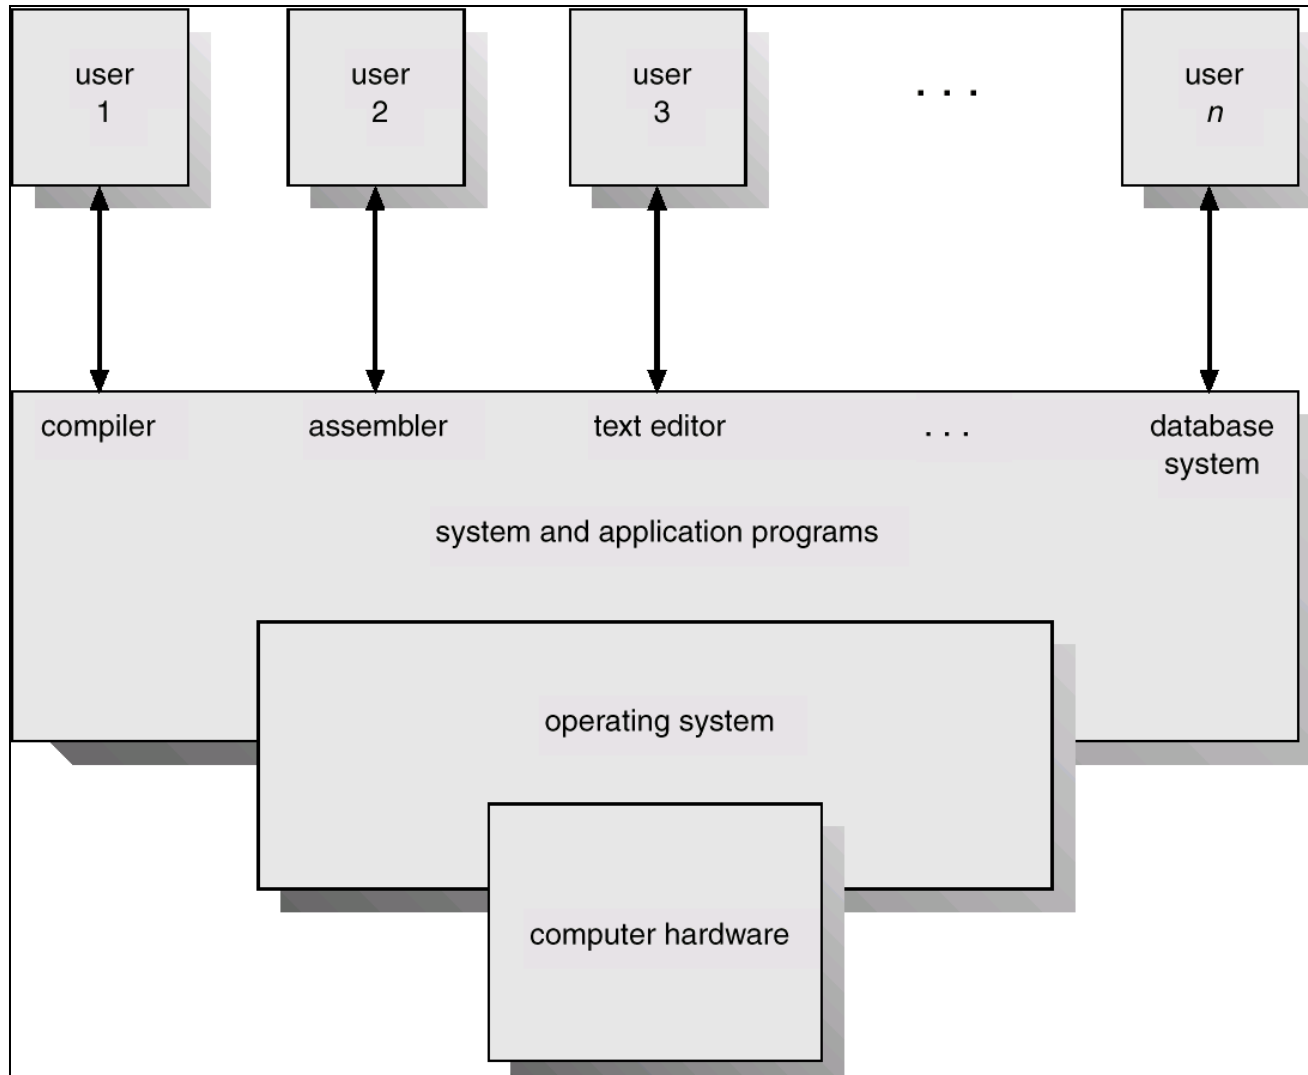 user
1
user
2
user
3
. . .
user
n
compiler
assembler
text editor
. . .
database
system
system and application programs
operating system
computer hardware